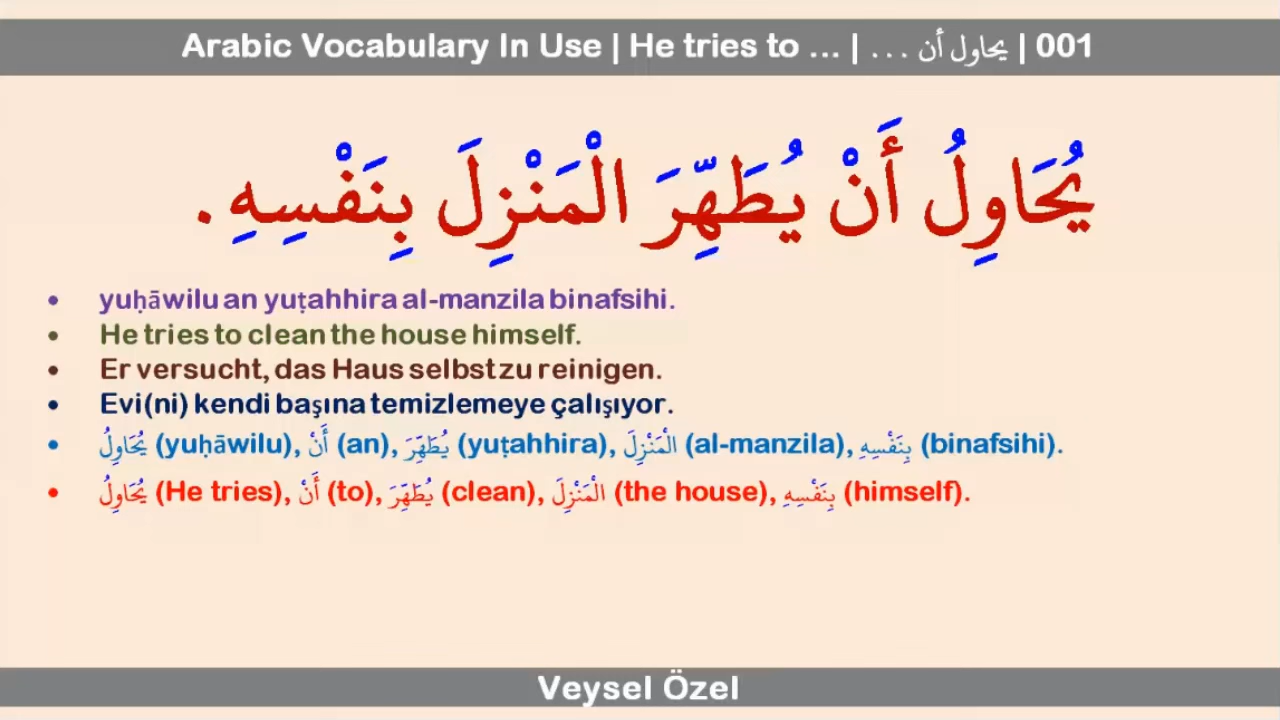 Arabic Vocabulary In Use | He tries to ... | يحاول أن ... | 001
يُحَاوِلُ أَنْ يُطَهِّرَ الْمَنْزِلَ بِنَفْسِهِ .
• yuḥāwilu an yuṭahhira al-manzila binafsihi.
• He tries to clean the house himself.
• Er versucht, das Haus selbst zu reinigen.
• Evi(ni) kendi başına temizlemeye çalışıyor.
• يُحَاوِلُ (yuḥāwilu), أَنْ (an), يُطَهِّرَ (yuṭahhira), الْمَنْزِلَ (al-manzila), بِنَفْسِهِ (binafsihi).
• يُحَاوِلُ (He tries), أَنْ (to), يُطَهِّرَ (clean), الْمَنْزِلَ (the house), بِنَفْسِهِ (himself).
Veysel Özel